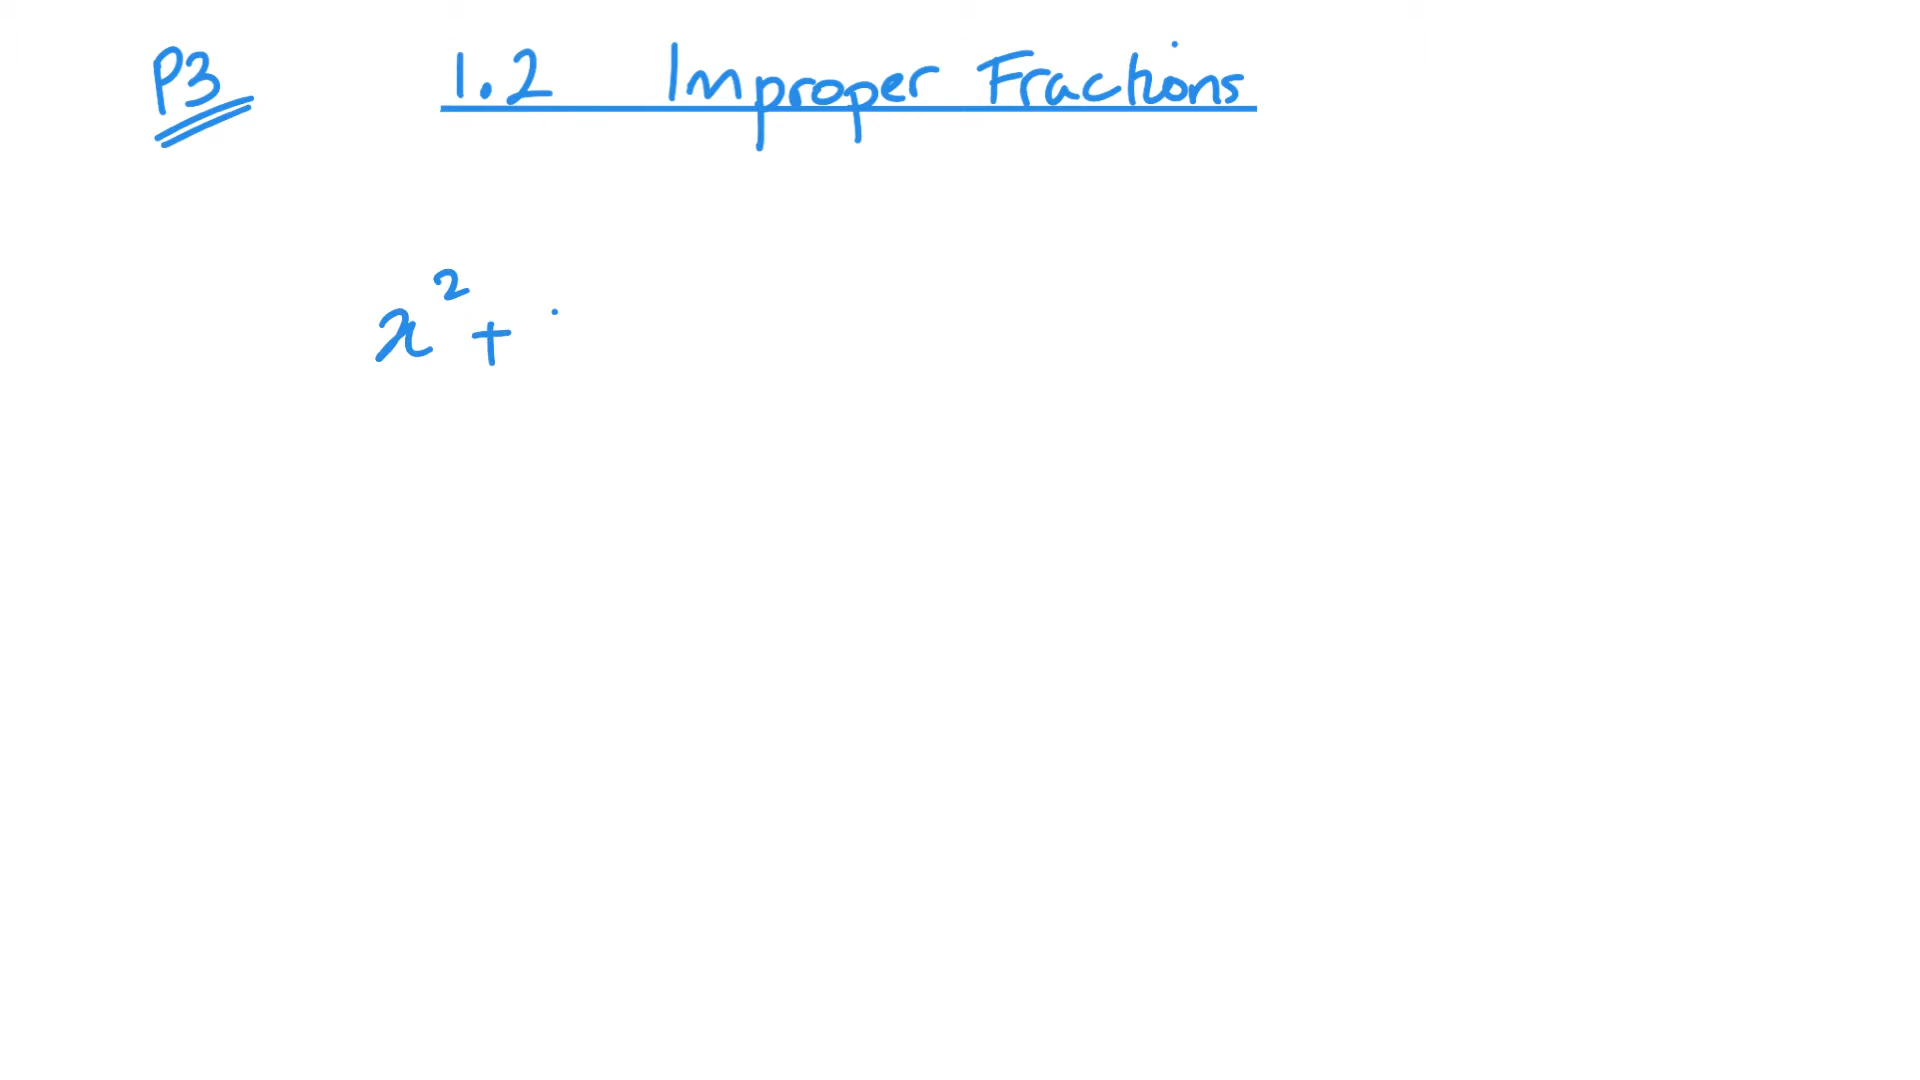 P3 1.2 Improper Fractions
x² +